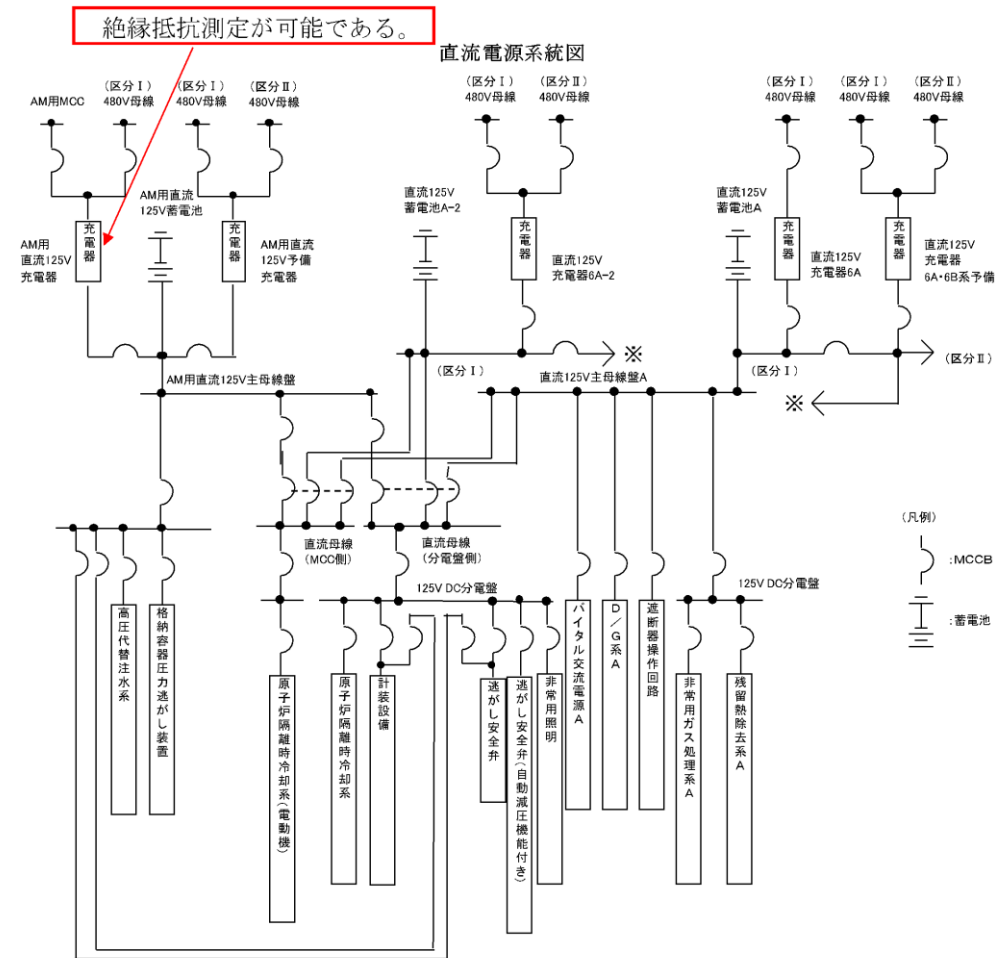 絶縁抵抗測定が可能である。
直流電源系統図
AM用MCC
(区分Ⅰ)
480V母線
(区分Ⅰ)
480V母線
(区分Ⅱ)
480V母線
(区分Ⅰ)
480V母線
(区分Ⅱ)
480V母線
(区分Ⅰ)
480V母線
(区分Ⅰ)
480V母線
(区分Ⅱ)
480V母線
AM用
直流125V
充電器
充電器
AM用直流
125V蓄電池
充電器
AM用直流
125V予備
充電器
直流125V
蓄電池A-2
充電器
直流125V
充電器6A-2
直流125V
蓄電池A
充電器
直流125V
充電器6A
充電器
直流125V
充電器
6A・6B系予備
※
(区分Ⅰ)
(区分Ⅰ)
(区分Ⅱ)
AM用直流125V主母線盤
直流125V主母線盤A
※
直流母線
(MCC側)
直流母線
(分電盤側)
125V DC分電盤
125V DC分電盤
高圧代替注水系
格納容器圧力逃がし装置
原子炉隔離時冷却系(電動機)
原子炉隔離時冷却系
計装設備
逃がし安全弁
逃がし安全弁(自動減圧機能付き)
非常用照明
バイタル交流電源A
D/G系A
遮断器操作回路
非常用ガス処理系A
残留熱除去系A
(凡例)
:MCCB
:蓄電池